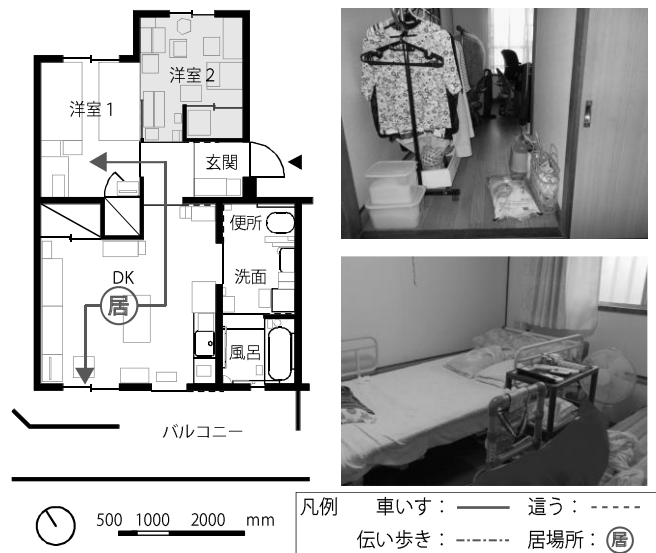 洋室2
洋室1
玄関
便所
DK
洗面
居
風呂
バルコニー
500 1000 2000 mm
凡例 車いす： 這う：
伝い歩き： 居場所：居